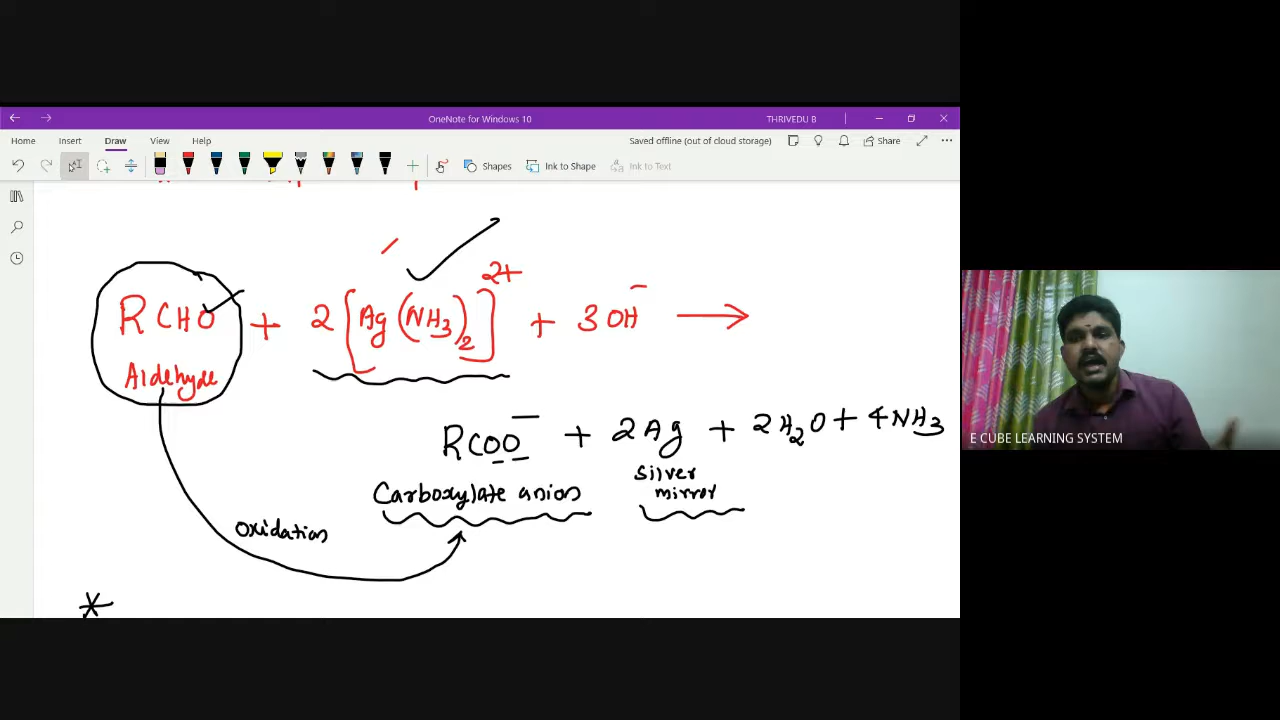 OneNote for Windows 10
THRIVEDU B
Home Insert Draw View Help
Saved offline (out of cloud storage)
Share
Shapes
Ink to Shape
Ink to Text
RCHO + 2[Ag(NH₃)₂]²⁺ + 3OH⁻ →
Aldehyde
RCOO⁻ + 2Ag + 2H₂O + 4NH₃
Carboxylate anion
Silver
mirror
oxidation
*
E CUBE LEARNING SYSTEM